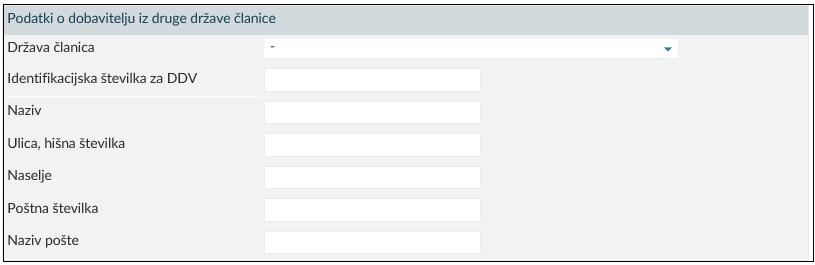 Podatki o dobavitelju iz druge države članice
Država članica -
Identifikacijska številka za DDV
Naziv
Ulica, hišna številka
Naselje
Poštna številka
Naziv pošte